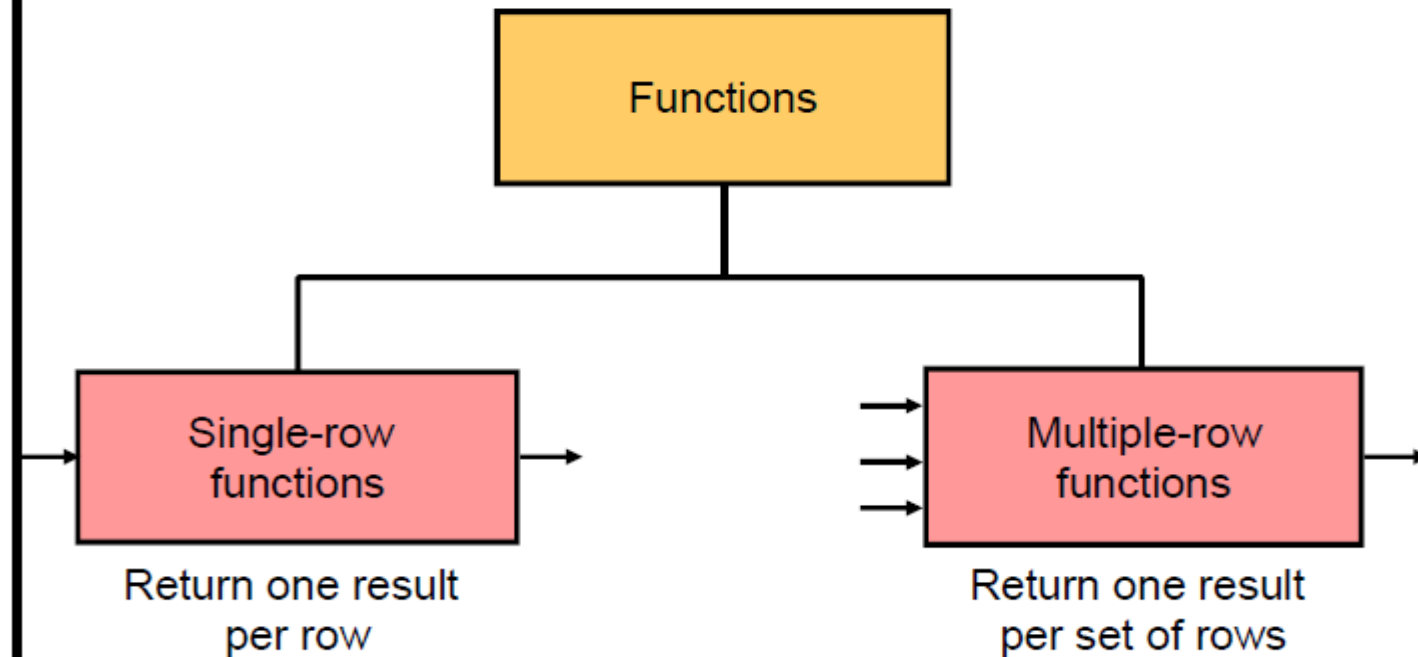 Functions
Single-row
functions
Multiple-row
functions
Return one result
per row
Return one result
per set of rows